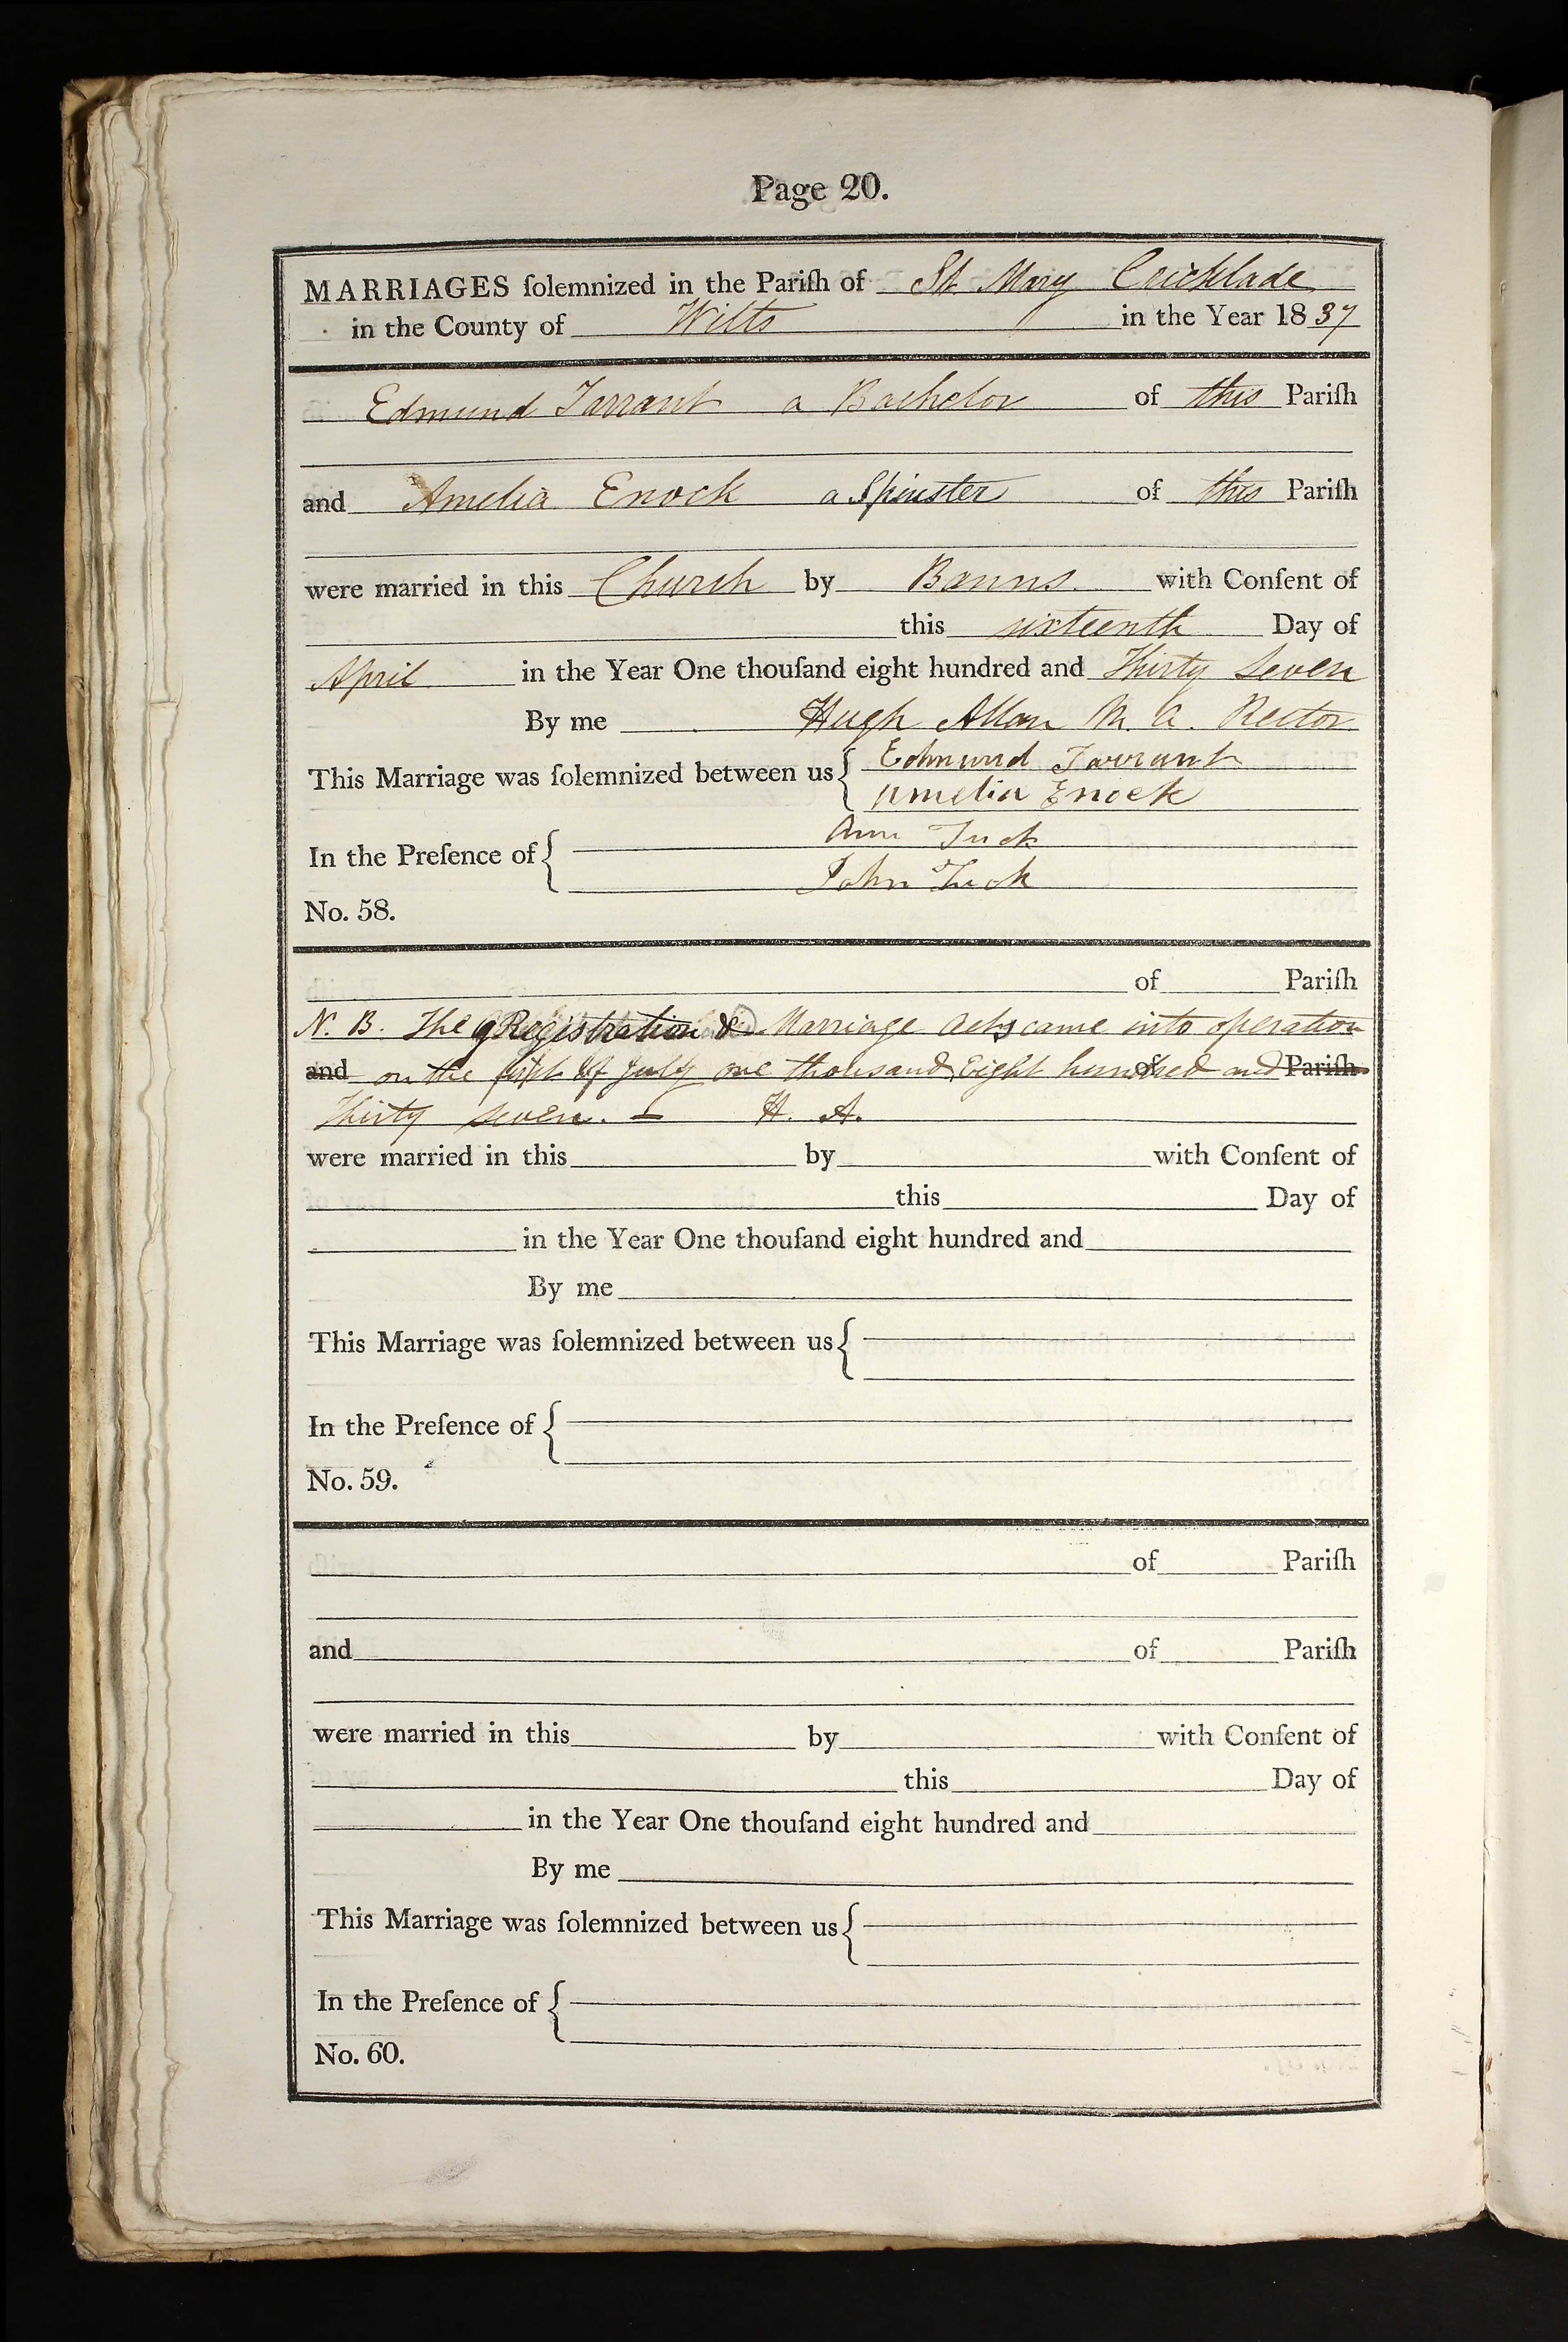 Page 20.
MARRIAGES ſolemnized in the Pariſh of St. Mary Cricklade
in the County of Wilts in the Year 1837
Edmund Tarrant a Bachelor of this Pariſh
and Amelia Enock a Spinster of this Pariſh
were married in this Church by Banns with Conſent of
this sixteenth Day of
April in the Year One thouſand eight hundred and Thirty Seven
By me Hugh Allan M. A. Rector
This Marriage was ſolemnized between us { Edmund Tarrant
Amelia Enock
In the Preſence of { Ann Tuck
John Tuck
No. 58.
of Pariſh
N. B. The Registration & Marriage Acts came into operation
and on the first of July one thousand Eight hundred and of Pariſh
Thirty seven. H. A.
were married in this by with Conſent of
this Day of
in the Year One thouſand eight hundred and
By me
This Marriage was ſolemnized between us {
In the Preſence of {
No. 59.
of Pariſh
and of Pariſh
were married in this by with Conſent of
this Day of
in the Year One thouſand eight hundred and
By me
This Marriage was ſolemnized between us {
In the Preſence of {
No. 60.